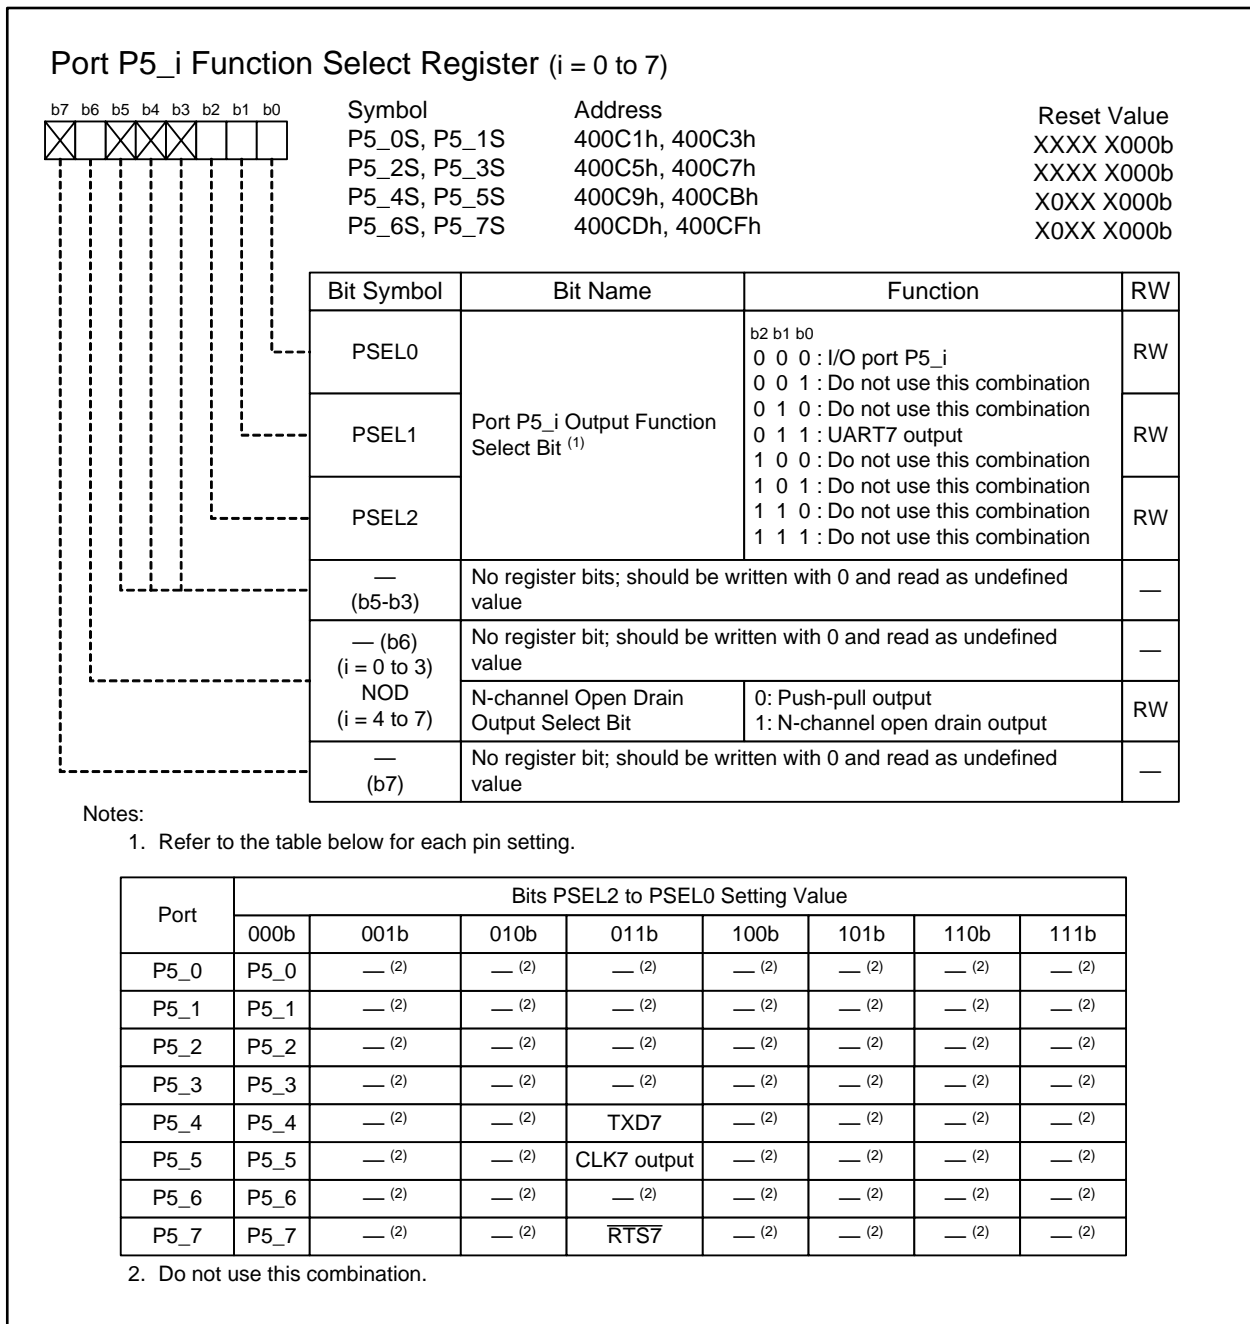 Port P5_i Function Select Register (i = 0 to 7)
b7 b6 b5 b4 b3 b2 b1 b0
Symbol Address Reset Value
P5_0S, P5_1S 400C1h, 400C3h XXXX X000b
P5_2S, P5_3S 400C5h, 400C7h XXXX X000b
P5_4S, P5_5S 400C9h, 400CBh X0XX X000b
P5_6S, P5_7S 400CDh, 400CFh X0XX X000b
Bit Symbol Bit Name Function RW
PSEL0 RW
PSEL1 RW
PSEL2 RW
Port P5_i Output Function
Select Bit (1)
b2 b1 b0
0 0 0 : I/O port P5_i
0 0 1 : Do not use this combination
0 1 0 : Do not use this combination
0 1 1 : UART7 output
1 0 0 : Do not use this combination
1 0 1 : Do not use this combination
1 1 0 : Do not use this combination
1 1 1 : Do not use this combination
—
(b5-b3)
No register bits; should be written with 0 and read as undefined
value
—
— (b6)
(i = 0 to 3)
NOD
(i = 4 to 7)
No register bit; should be written with 0 and read as undefined
value
—
N-channel Open Drain
Output Select Bit
0: Push-pull output
1: N-channel open drain output
RW
—
(b7)
No register bit; should be written with 0 and read as undefined
value
—
Notes:
1. Refer to the table below for each pin setting.
Port Bits PSEL2 to PSEL0 Setting Value
000b 001b 010b 011b 100b 101b 110b 111b
P5_0 P5_0 — (2) — (2) — (2) — (2) — (2) — (2) — (2)
P5_1 P5_1 — (2) — (2) — (2) — (2) — (2) — (2) — (2)
P5_2 P5_2 — (2) — (2) — (2) — (2) — (2) — (2) — (2)
P5_3 P5_3 — (2) — (2) — (2) — (2) — (2) — (2) — (2)
P5_4 P5_4 — (2) — (2) TXD7 — (2) — (2) — (2) — (2)
P5_5 P5_5 — (2) — (2) CLK7 output — (2) — (2) — (2) — (2)
P5_6 P5_6 — (2) — (2) — (2) — (2) — (2) — (2) — (2)
P5_7 P5_7 — (2) — (2) R̅T̅S̅7̅ — (2) — (2) — (2) — (2)
2. Do not use this combination.